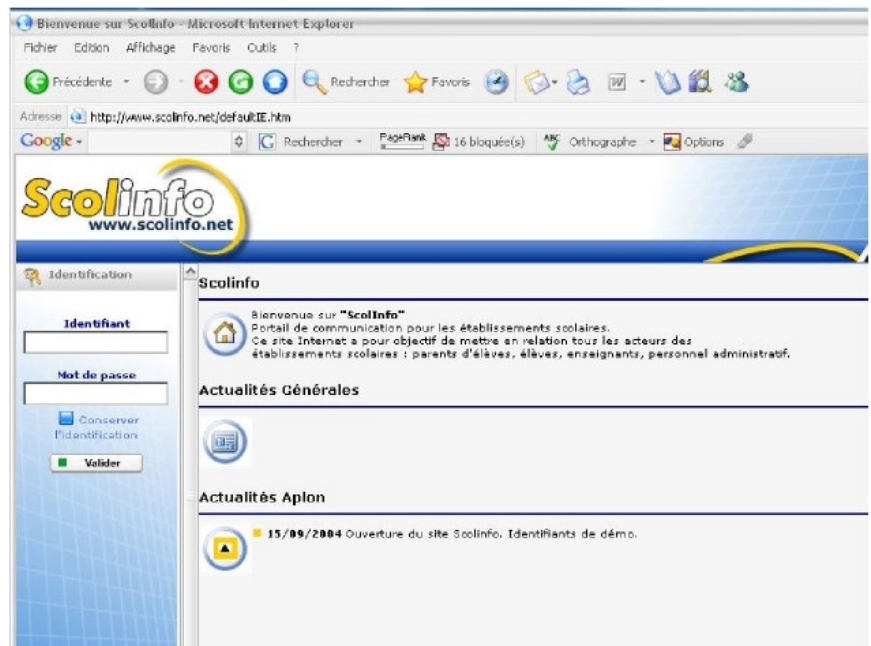 Bienvenue sur ScolInfo - Microsoft Internet Explorer
Fichier Edition Affichage Favoris Outils ?
Précédente Rechercher Favoris
Adresse http://www.scolinfo.net/defaultIE.htm
Google Rechercher PageRank 16 bloquée(s) ABC Orthographe Options
Scolinfo
www.scolinfo.net
Identification
Identifiant
Mot de passe
Conserver
l'identification
Valider
Scolinfo
Bienvenue sur "ScolInfo"
Portail de communication pour les établissements scolaires.
Ce site Internet a pour objectif de mettre en relation tous les acteurs des
établissements scolaires : parents d'élèves, élèves, enseignants, personnel administratif.
Actualités Générales
Actualités Aplon
15/09/2004 Ouverture du site Scolinfo. Identifiants de démo.